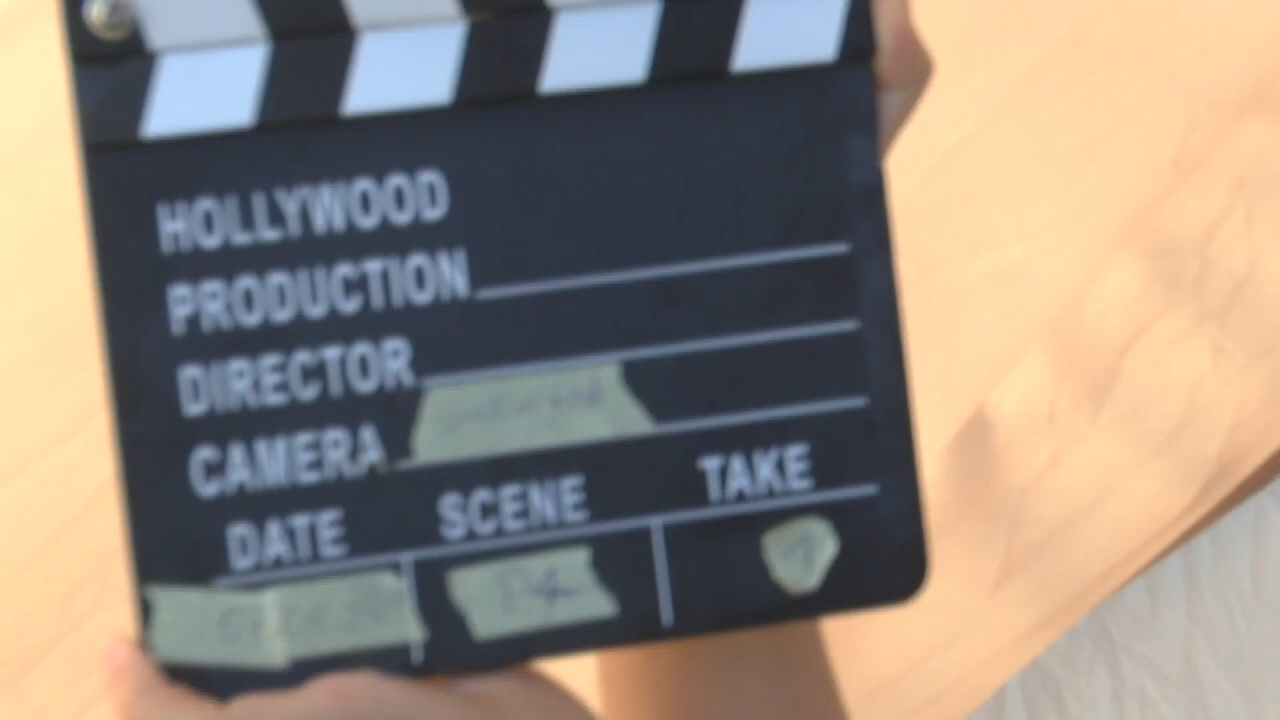 HOLLYWOOD
PRODUCTION
DIRECTOR
CAMERA
DATE SCENE TAKE